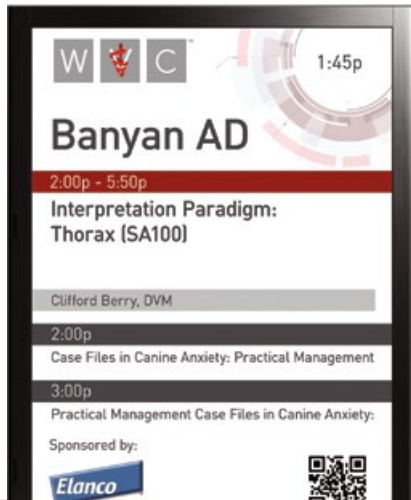 W V C
1:45p
Banyan AD
2:00p - 5:50p
Interpretation Paradigm:
Thorax (SA100)
Clifford Berry, DVM
2:00p
Case Files in Canine Anxiety: Practical Management
3:00p
Practical Management Case Files in Canine Anxiety:
Sponsored by:
Elanco